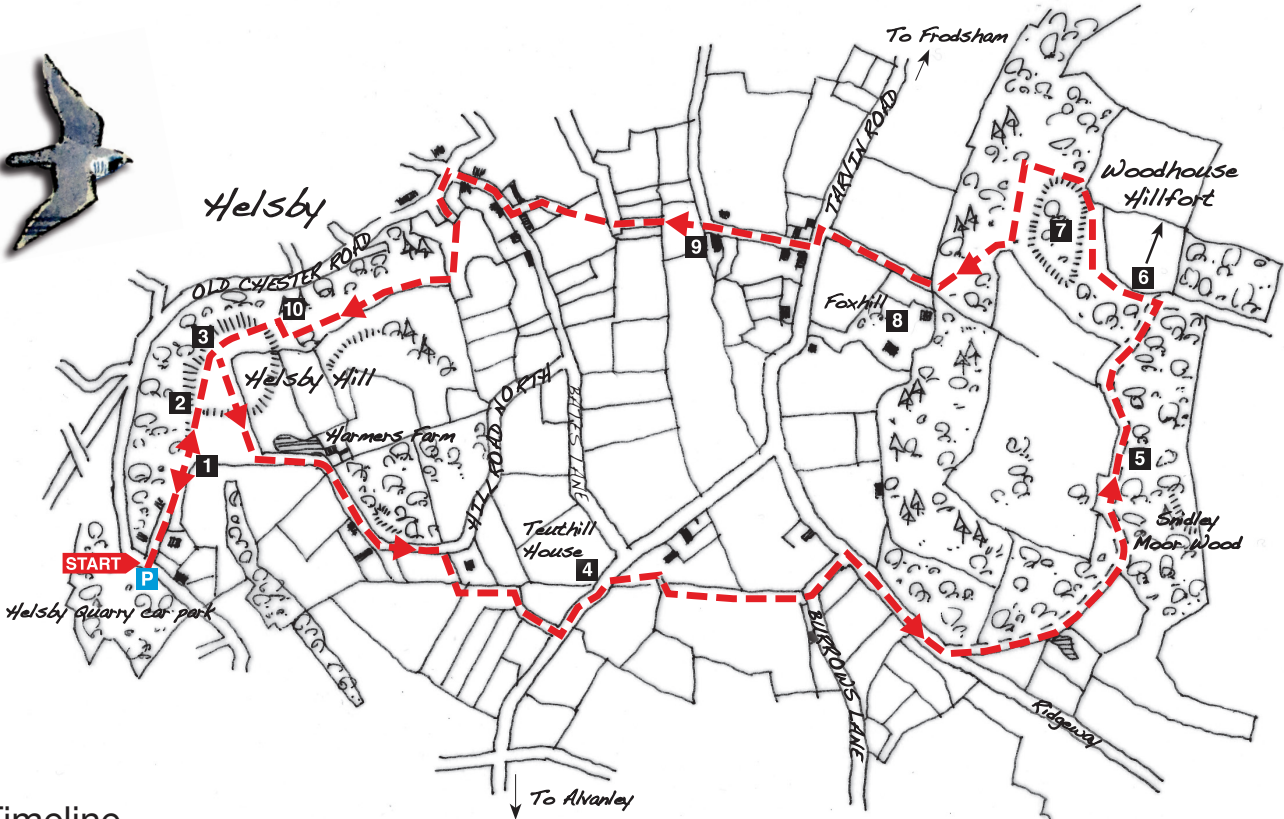 To Frodsham
TARVIN ROAD
Woodhouse
Hillfort
Helsby
7
6
9
OLD CHESTER ROAD
10
Foxhill
8
3
Helsby Hill
2
HILL ROAD NORTH
BATES LANE
Harmers Farm
1
5
Snidley
Moor Wood
Teuthill
House
4
START
P
Helsby Quarry car park
BURROWS LANE
Ridgeway
To Alvanley